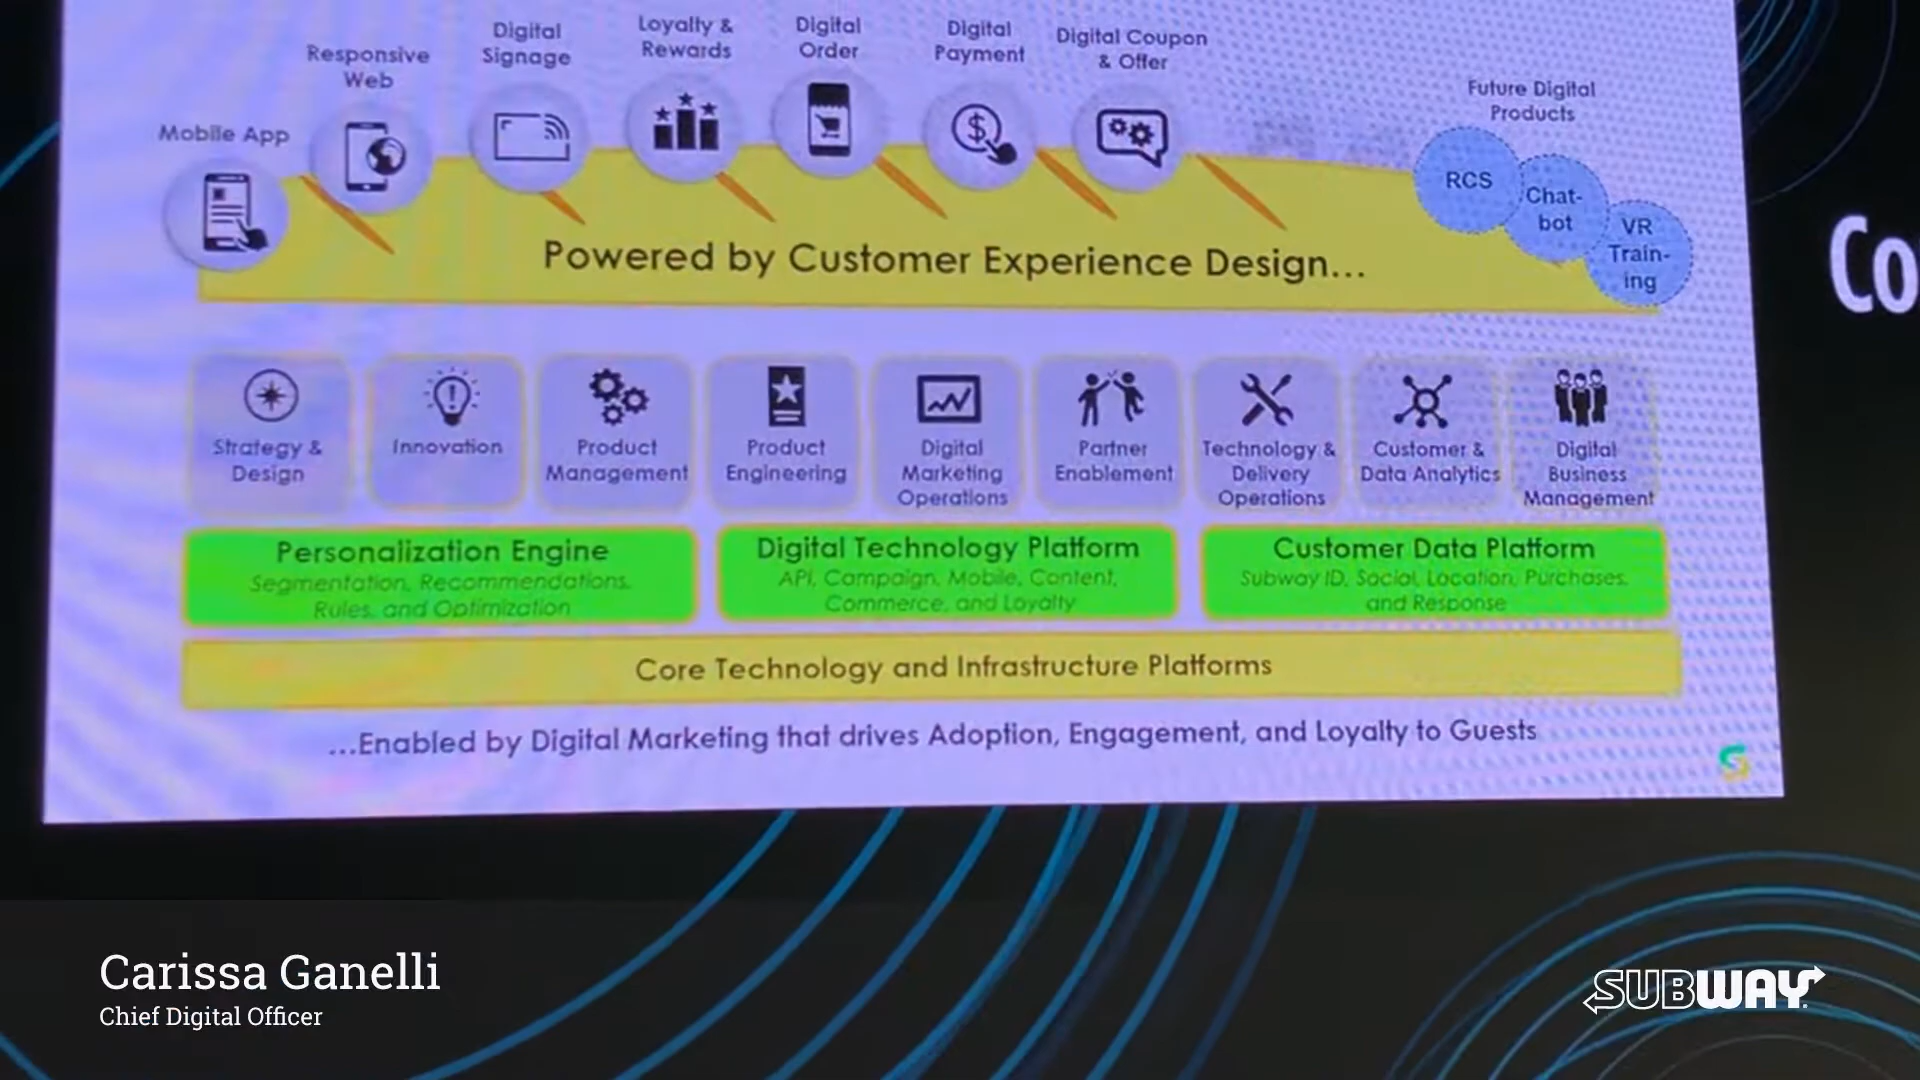 Mobile App
Responsive
Web
Digital
Signage
Loyalty &
Rewards
Digital
Order
Digital
Payment
Digital Coupon
& Offer
Future Digital
Products
RCS
Chat-
bot
VR
Train-
ing
Powered by Customer Experience Design...
Strategy &
Design
Innovation
Product
Management
Product
Engineering
Digital
Marketing
Operations
Partner
Enablement
Technology &
Delivery
Operations
Customer &
Data Analytics
Digital
Business
Management
Personalization Engine
Segmentation, Recommendations,
Rules, and Optimization
Digital Technology Platform
API, Campaign, Mobile, Content,
Commerce, and Loyalty
Customer Data Platform
Subway ID, Social, Location, Purchases,
and Response
Core Technology and Infrastructure Platforms
...Enabled by Digital Marketing that drives Adoption, Engagement, and Loyalty to Guests
Co
Carissa Ganelli
Chief Digital Officer
SUBWAY